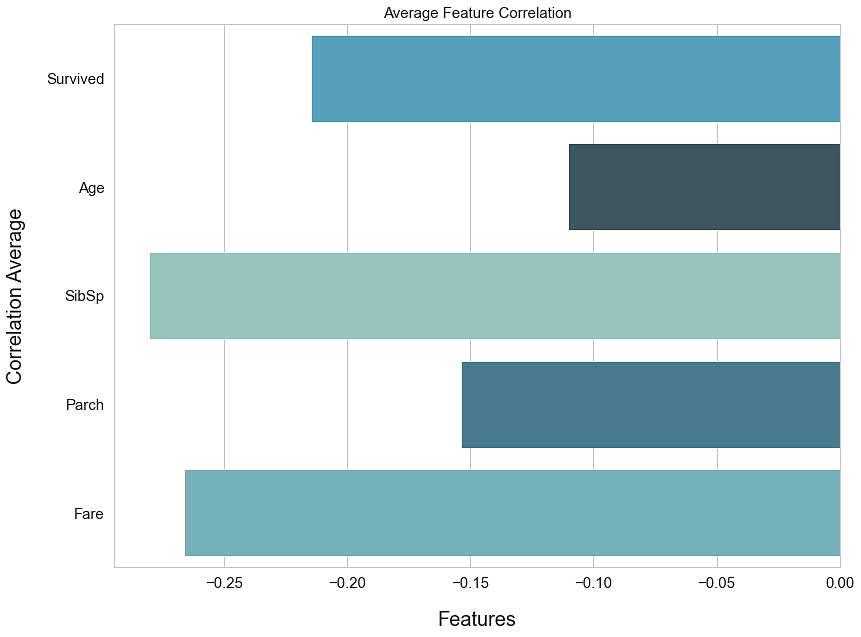 Average Feature Correlation
Survived
Age
SibSp
Parch
Fare
Correlation Average
−0.25
−0.20
−0.15
−0.10
−0.05
0.00
Features